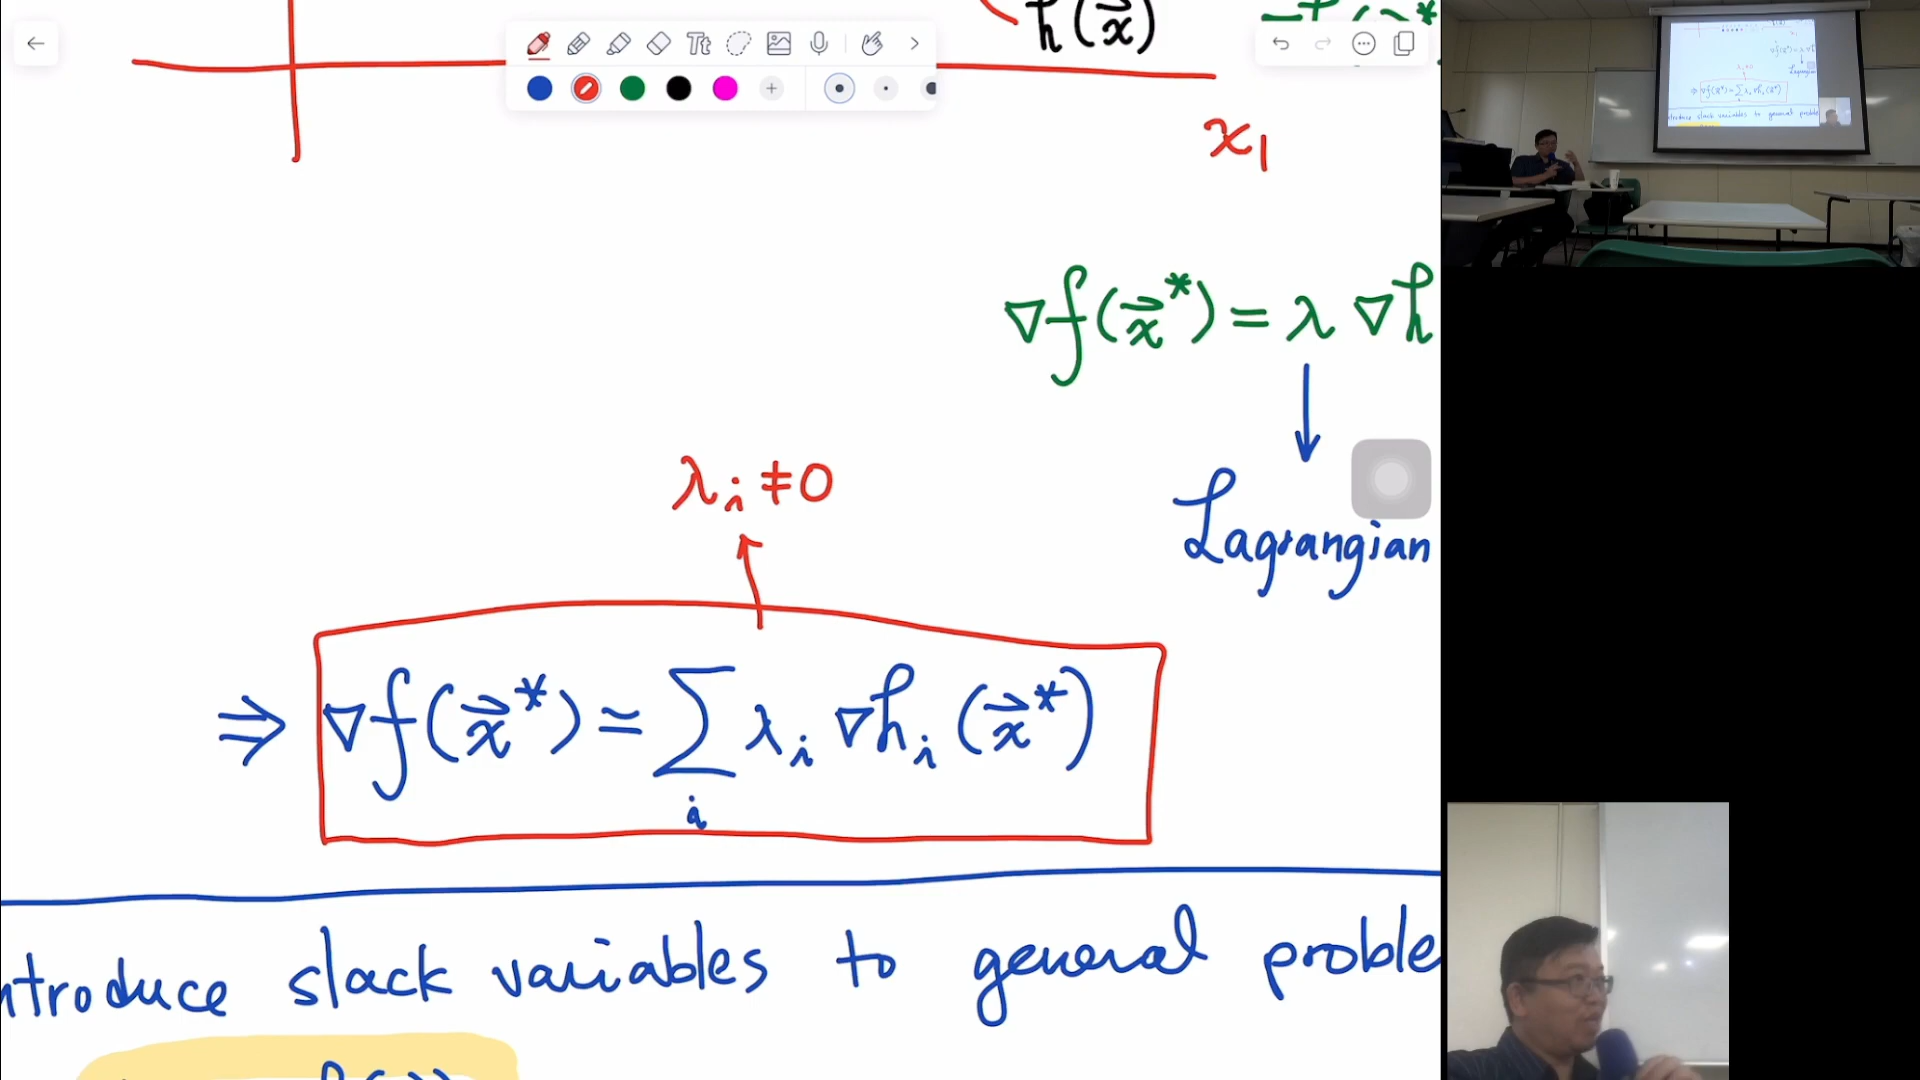 h(x⃗)
x₁
∇f(x⃗*) = λ ∇h
Lagrangian
λᵢ ≠ 0
⇒ ∇f(x⃗*) = ∑ᵢ λᵢ ∇hᵢ(x⃗*)
ntroduce slack variables to general proble